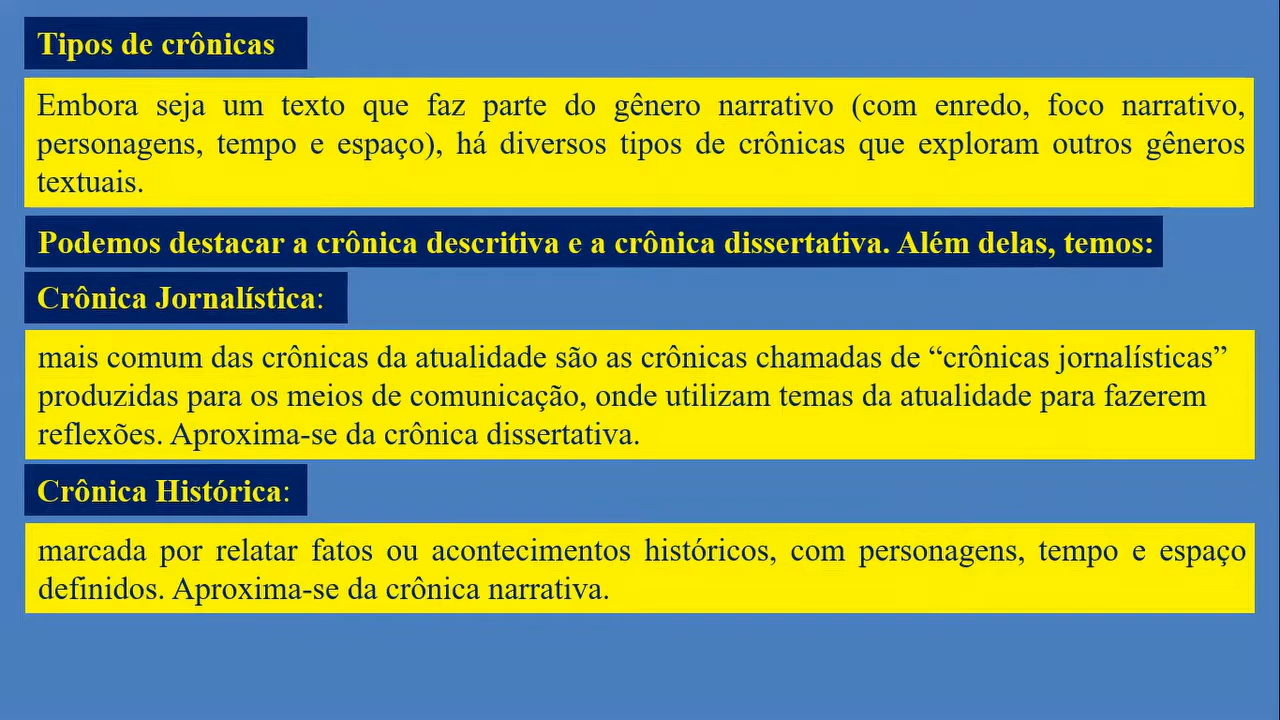 Tipos de crônicas
Embora seja um texto que faz parte do gênero narrativo (com enredo, foco narrativo,
personagens, tempo e espaço), há diversos tipos de crônicas que exploram outros gêneros
textuais.
Podemos destacar a crônica descritiva e a crônica dissertativa. Além delas, temos:
Crônica Jornalística:
mais comum das crônicas da atualidade são as crônicas chamadas de “crônicas jornalísticas”
produzidas para os meios de comunicação, onde utilizam temas da atualidade para fazerem
reflexões. Aproxima-se da crônica dissertativa.
Crônica Histórica:
marcada por relatar fatos ou acontecimentos históricos, com personagens, tempo e espaço
definidos. Aproxima-se da crônica narrativa.